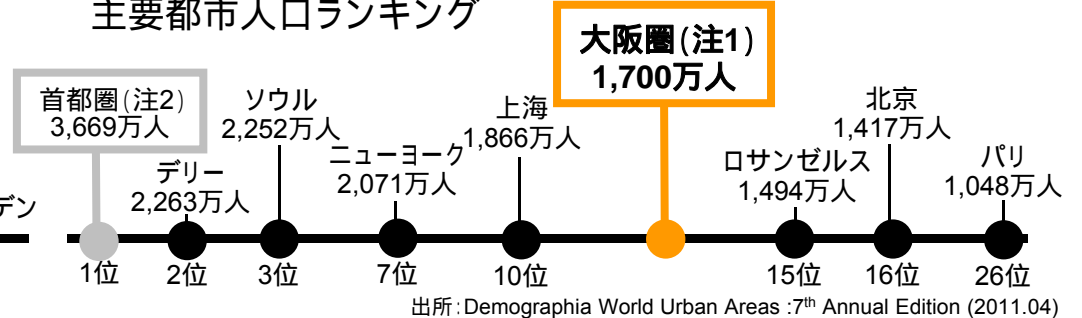 主要都市人口ランキング
大阪圏(注1)
1,700万人
首都圏(注2)
3,669万人
デリー
2,263万人
ソウル
2,252万人
ニューヨーク
2,071万人
上海
1,866万人
ロサンゼルス
1,494万人
北京
1,417万人
パリ
1,048万人
デン
1位
2位
3位
7位
10位
15位
16位
26位
出所:Demographia World Urban Areas :7th Annual Edition (2011.04)